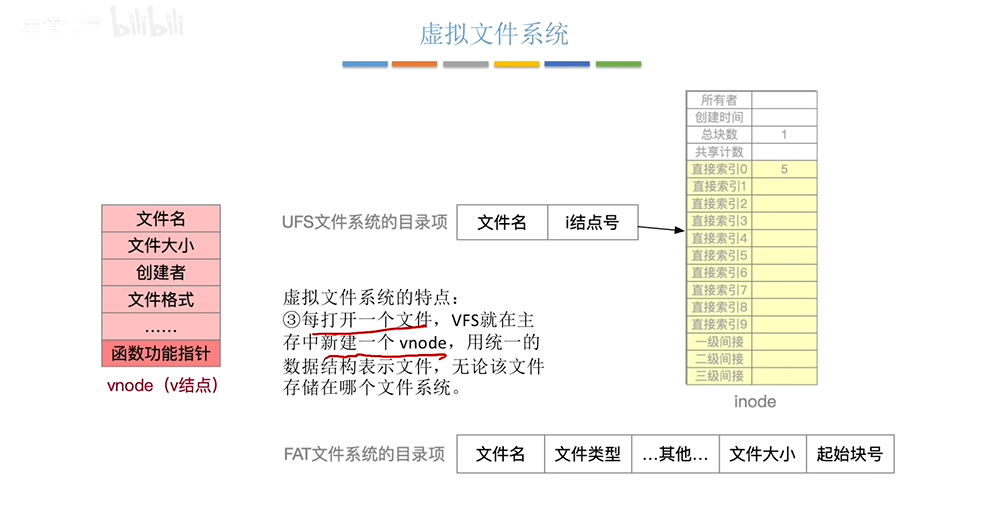 bilibili
虚拟文件系统
所有者
创建时间
总块数 1
共享计数
直接索引0 5
直接索引1
直接索引2
直接索引3
直接索引4
直接索引5
直接索引6
直接索引7
直接索引8
直接索引9
一级间接
二级间接
三级间接
inode
文件名
文件大小
创建者
文件格式
……
函数功能指针
vnode（v结点）
UFS文件系统的目录项 文件名 i结点号
虚拟文件系统的特点：
③每打开一个文件，VFS就在主
存中新建一个 vnode，用统一的
数据结构表示文件，无论该文件
存储在哪个文件系统。
FAT文件系统的目录项 文件名 文件类型 …其他… 文件大小 起始块号